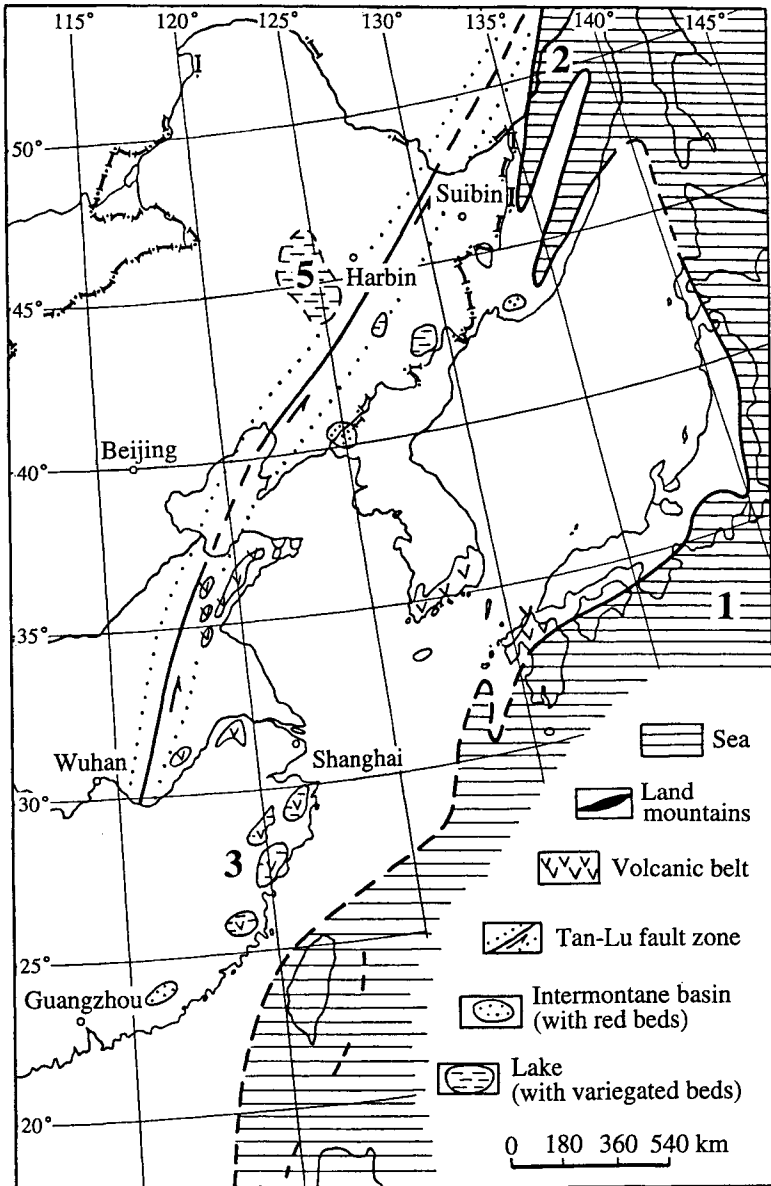 115° 120° 125° 130° 135° 140° 145°
2
50°
Suibin
5
Harbin
45°
Beijing
40°
1
35°
Sea
Wuhan
Shanghai
Land
mountains
30°
3
Volcanic belt
Tan-Lu fault zone
25°
Guangzhou
Intermontane basin
(with red beds)
Lake
(with variegated beds)
20°
0 180 360 540 km